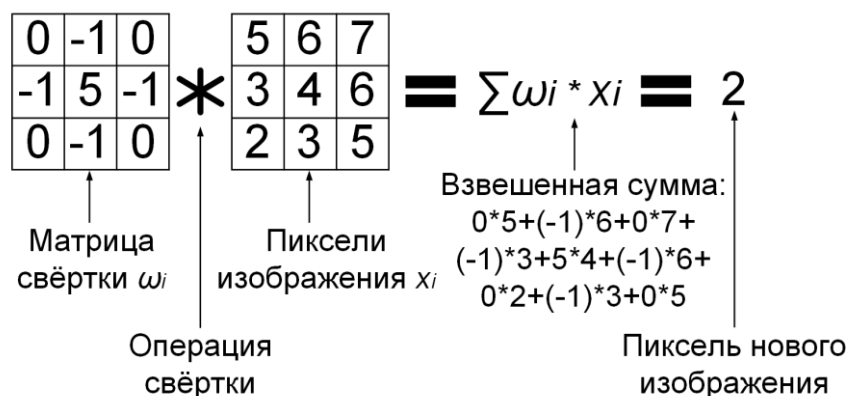 0 -1 0 5 6 7
-1 5 -1 * 3 4 6 = ∑ωi * xi = 2
0 -1 0 2 3 5
Взвешенная сумма:
0*5+(-1)*6+0*7+
(-1)*3+5*4+(-1)*6+
0*2+(-1)*3+0*5
Матрица
свёртки ωi
Пиксели
изображения xi
Операция
свёртки
Пиксель нового
изображения